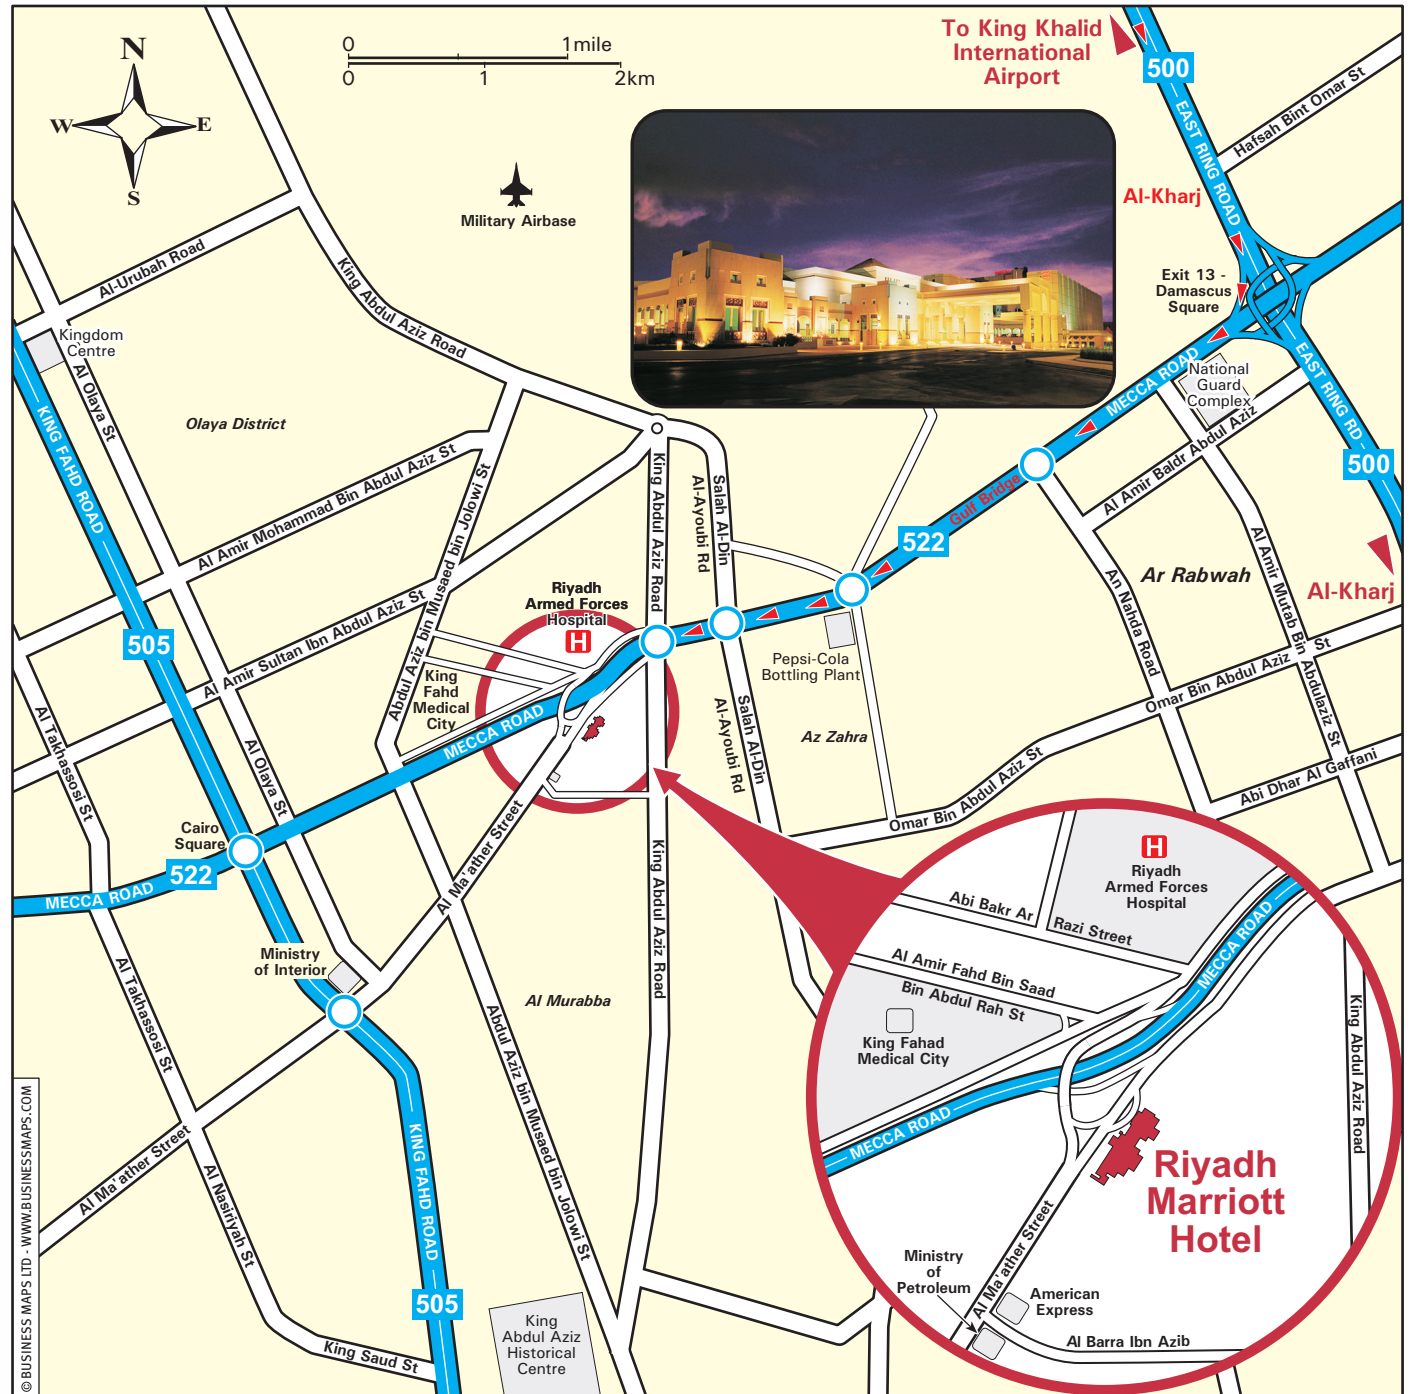 To King Khalid
International
Airport
N
W
E
S
0
1mile
0
1
2km
500
EAST RING ROAD
Hafsah Bint Omar St
Military Airbase
Al-Kharj
Exit 13 -
Damascus
Square
Al-Urubah Road
King Abdul Aziz Road
Kingdom
Centre
Al Olaya St
KING FAHD ROAD
Olaya District
MECCA ROAD
National
Guard
Complex
EAST RING RD
500
Al Amir Baidr Abdul Aziz
Al-Kharj
Al Amir Mohammad Bin Abdul Aziz St
Abdul Aziz bin Musaed bin Jolowi St
King Abdul Aziz Road
Salah Al-Din
Al-Ayoubi Rd
Gulf Bridge
522
Ar Rabwah
An Nahda Road
Al Amir Mutab Bin Abdulaziz St
Omar Bin Abdul Aziz St
Abi Dhar Al Gaffani
Riyadh
Armed Forces
Hospital
H
505
Al Amir Sultan Ibn Abdul Aziz St
King
Fahd
Medical
City
MECCA ROAD
Pepsi-Cola
Bottling Plant
Az Zahra
Salah Al-Din
Al-Ayoubi Rd
Omar Bin Abdul Aziz St
Al Takhassosi St
Al Olaya St
Cairo
Square
522
MECCA ROAD
Al Ma'ather Street
King Abdul Aziz Road
Ministry
of Interior
Al Murabba
Al Takhassosi St
Abdul Aziz bin Musaed bin Jolowi St
Al Ma'ather Street
Al Nasiriyah St
KING FAHD ROAD
505
King Saud St
King
Abdul Aziz
Historical
Centre
H
Riyadh
Armed Forces
Hospital
Abi Bakr Ar
Razi Street
MECCA ROAD
Al Amir Fahd Bin Saad
Bin Abdul Rah St
King Fahad
Medical City
MECCA ROAD
King Abdul Aziz Road
Riyadh
Marriott
Hotel
Al Ma'ather Street
Ministry
of
Petroleum
American
Express
Al Barra Ibn Azib
© BUSINESS MAPS LTD - WWW.BUSINESSMAPS.COM